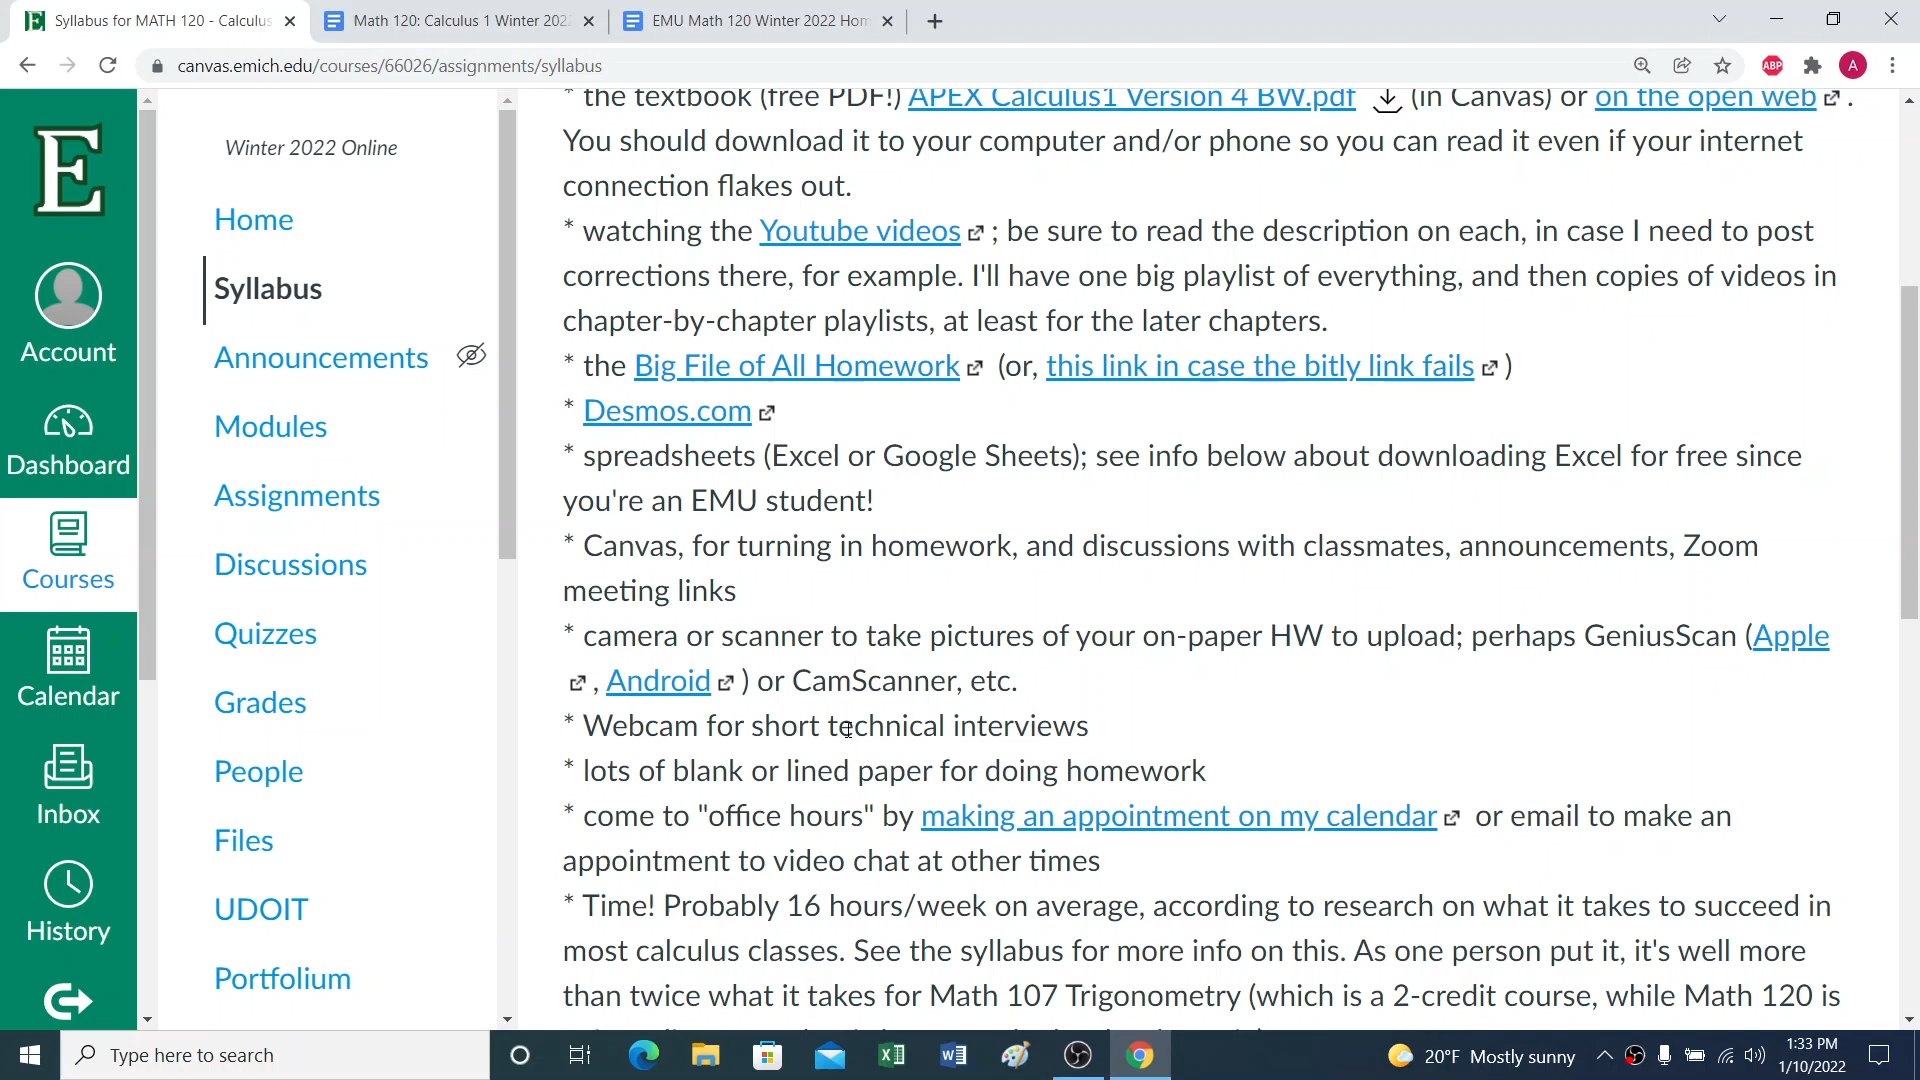 Syllabus for MATH 120 - Calculus
Math 120: Calculus 1 Winter 202
EMU Math 120 Winter 2022 Hom
canvas.emich.edu/courses/66026/assignments/syllabus
ABP
A
E
Account
Dashboard
Courses
Calendar
Inbox
History
Winter 2022 Online
Home
Syllabus
Announcements
Modules
Assignments
Discussions
Quizzes
Grades
People
Files
UDOIT
Portfolium
* the textbook (free PDF!) APEX Calculus1 Version 4 BW.pdf (in Canvas) or on the open web .
You should download it to your computer and/or phone so you can read it even if your internet
connection flakes out.
* watching the Youtube videos ; be sure to read the description on each, in case I need to post
corrections there, for example. I'll have one big playlist of everything, and then copies of videos in
chapter-by-chapter playlists, at least for the later chapters.
* the Big File of All Homework (or, this link in case the bitly link fails )
* Desmos.com
* spreadsheets (Excel or Google Sheets); see info below about downloading Excel for free since
you're an EMU student!
* Canvas, for turning in homework, and discussions with classmates, announcements, Zoom
meeting links
* camera or scanner to take pictures of your on-paper HW to upload; perhaps GeniusScan (Apple
, Android ) or CamScanner, etc.
* Webcam for short technical interviews
* lots of blank or lined paper for doing homework
* come to "office hours" by making an appointment on my calendar or email to make an
appointment to video chat at other times
* Time! Probably 16 hours/week on average, according to research on what it takes to succeed in
most calculus classes. See the syllabus for more info on this. As one person put it, it's well more
than twice what it takes for Math 107 Trigonometry (which is a 2-credit course, while Math 120 is
Type here to search
20°F Mostly sunny
1:33 PM
1/10/2022